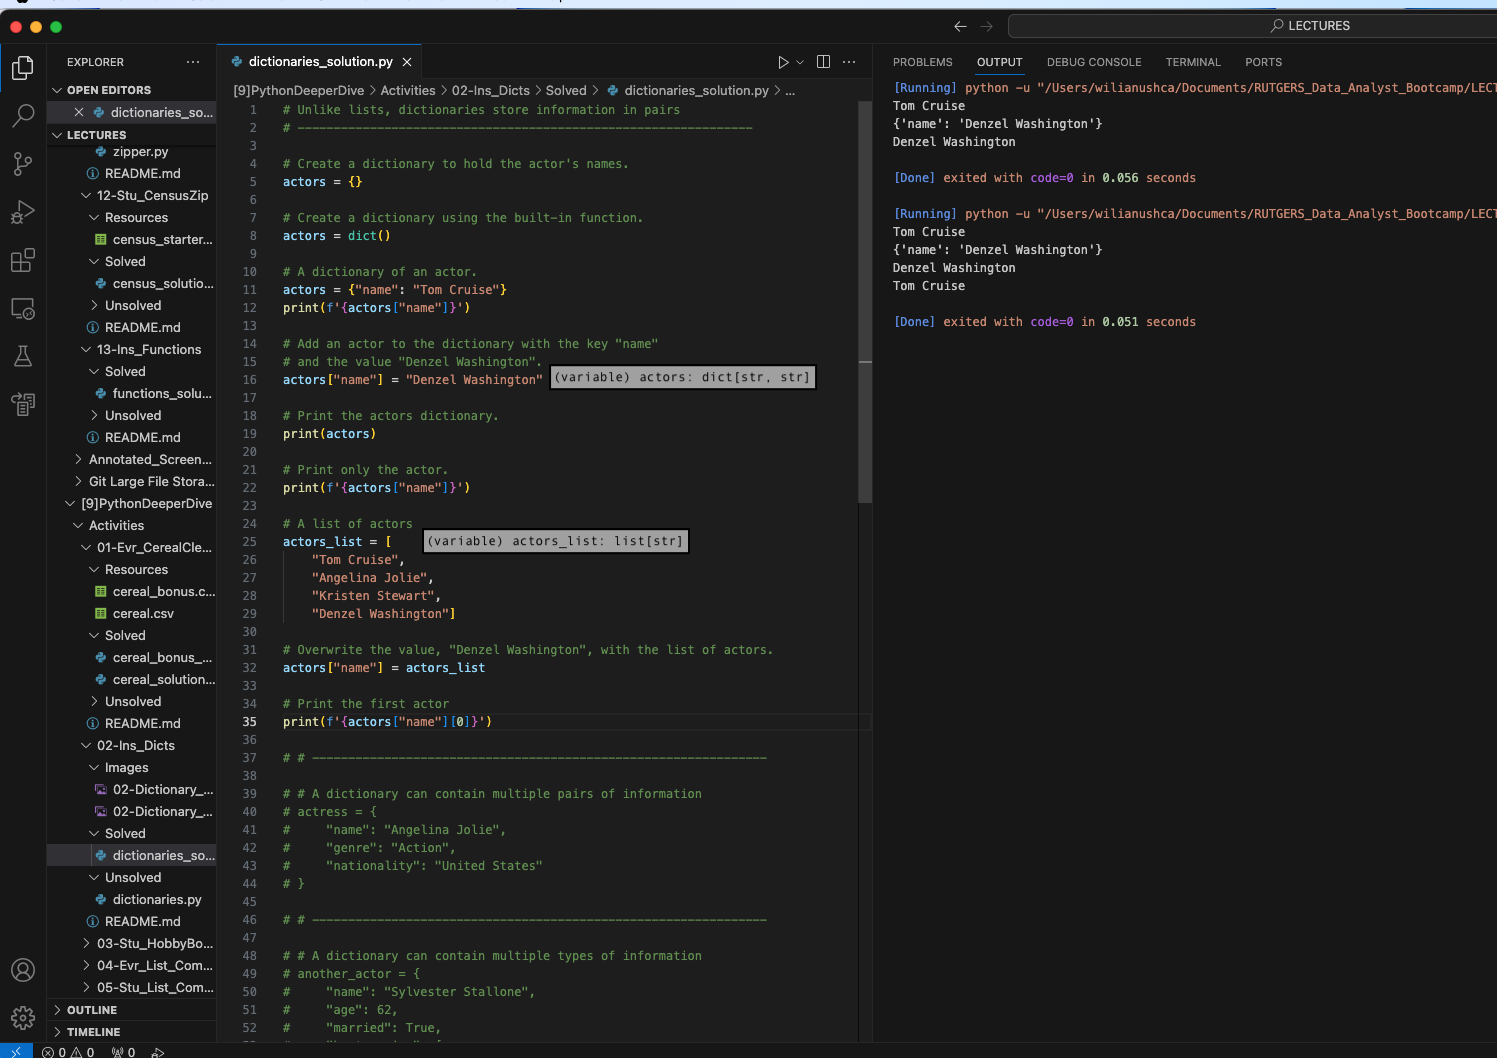 LECTURES
EXPLORER
OPEN EDITORS
dictionaries_so...
LECTURES
zipper.py
README.md
12-Stu_CensusZip
Resources
census_starter...
Solved
census_solutio...
Unsolved
README.md
13-Ins_Functions
Solved
functions_solu...
Unsolved
README.md
Annotated_Screen...
Git Large File Stora...
[9]PythonDeeperDive
Activities
01-Evr_CerealCle...
Resources
cereal_bonus.c...
cereal.csv
Solved
cereal_bonus_...
cereal_solution...
Unsolved
README.md
02-Ins_Dicts
Images
02-Dictionary_...
02-Dictionary_...
Solved
dictionaries_so...
Unsolved
dictionaries.py
README.md
03-Stu_HobbyBo...
04-Evr_List_Com...
05-Stu_List_Com...
OUTLINE
TIMELINE
0 0 0
dictionaries_solution.py
[9]PythonDeeperDive > Activities > 02-Ins_Dicts > Solved > dictionaries_solution.py > ...
1 # Unlike lists, dictionaries store information in pairs
2 # ---------------------------------------------------------------
3
4 # Create a dictionary to hold the actor's names.
5 actors = {}
6
7 # Create a dictionary using the built-in function.
8 actors = dict()
9
10 # A dictionary of an actor.
11 actors = {"name": "Tom Cruise"}
12 print(f'{actors["name"]}')
13
14 # Add an actor to the dictionary with the key "name"
15 # and the value "Denzel Washington".
16 actors["name"] = "Denzel Washington" (variable) actors: dict[str, str]
17
18 # Print the actors dictionary.
19 print(actors)
20
21 # Print only the actor.
22 print(f'{actors["name"]}')
23
24 # A list of actors
25 actors_list = [ (variable) actors_list: list[str]
26 "Tom Cruise",
27 "Angelina Jolie",
28 "Kristen Stewart",
29 "Denzel Washington"]
30
31 # Overwrite the value, "Denzel Washington", with the list of actors.
32 actors["name"] = actors_list
33
34 # Print the first actor
35 print(f'{actors["name"][0]}')
36
37 # # ---------------------------------------------------------------
38
39 # # A dictionary can contain multiple pairs of information
40 # actress = {
41 # "name": "Angelina Jolie",
42 # "genre": "Action",
43 # "nationality": "United States"
44 # }
45
46 # # ---------------------------------------------------------------
47
48 # # A dictionary can contain multiple types of information
49 # another_actor = {
50 # "name": "Sylvester Stallone",
51 # "age": 62,
52 # "married": True,
PROBLEMS OUTPUT DEBUG CONSOLE TERMINAL PORTS
[Running] python -u "/Users/wilianushca/Documents/RUTGERS_Data_Analyst_Bootcamp/LECT
Tom Cruise
{'name': 'Denzel Washington'}
Denzel Washington
[Done] exited with code=0 in 0.056 seconds
[Running] python -u "/Users/wilianushca/Documents/RUTGERS_Data_Analyst_Bootcamp/LECT
Tom Cruise
{'name': 'Denzel Washington'}
Denzel Washington
Tom Cruise
[Done] exited with code=0 in 0.051 seconds